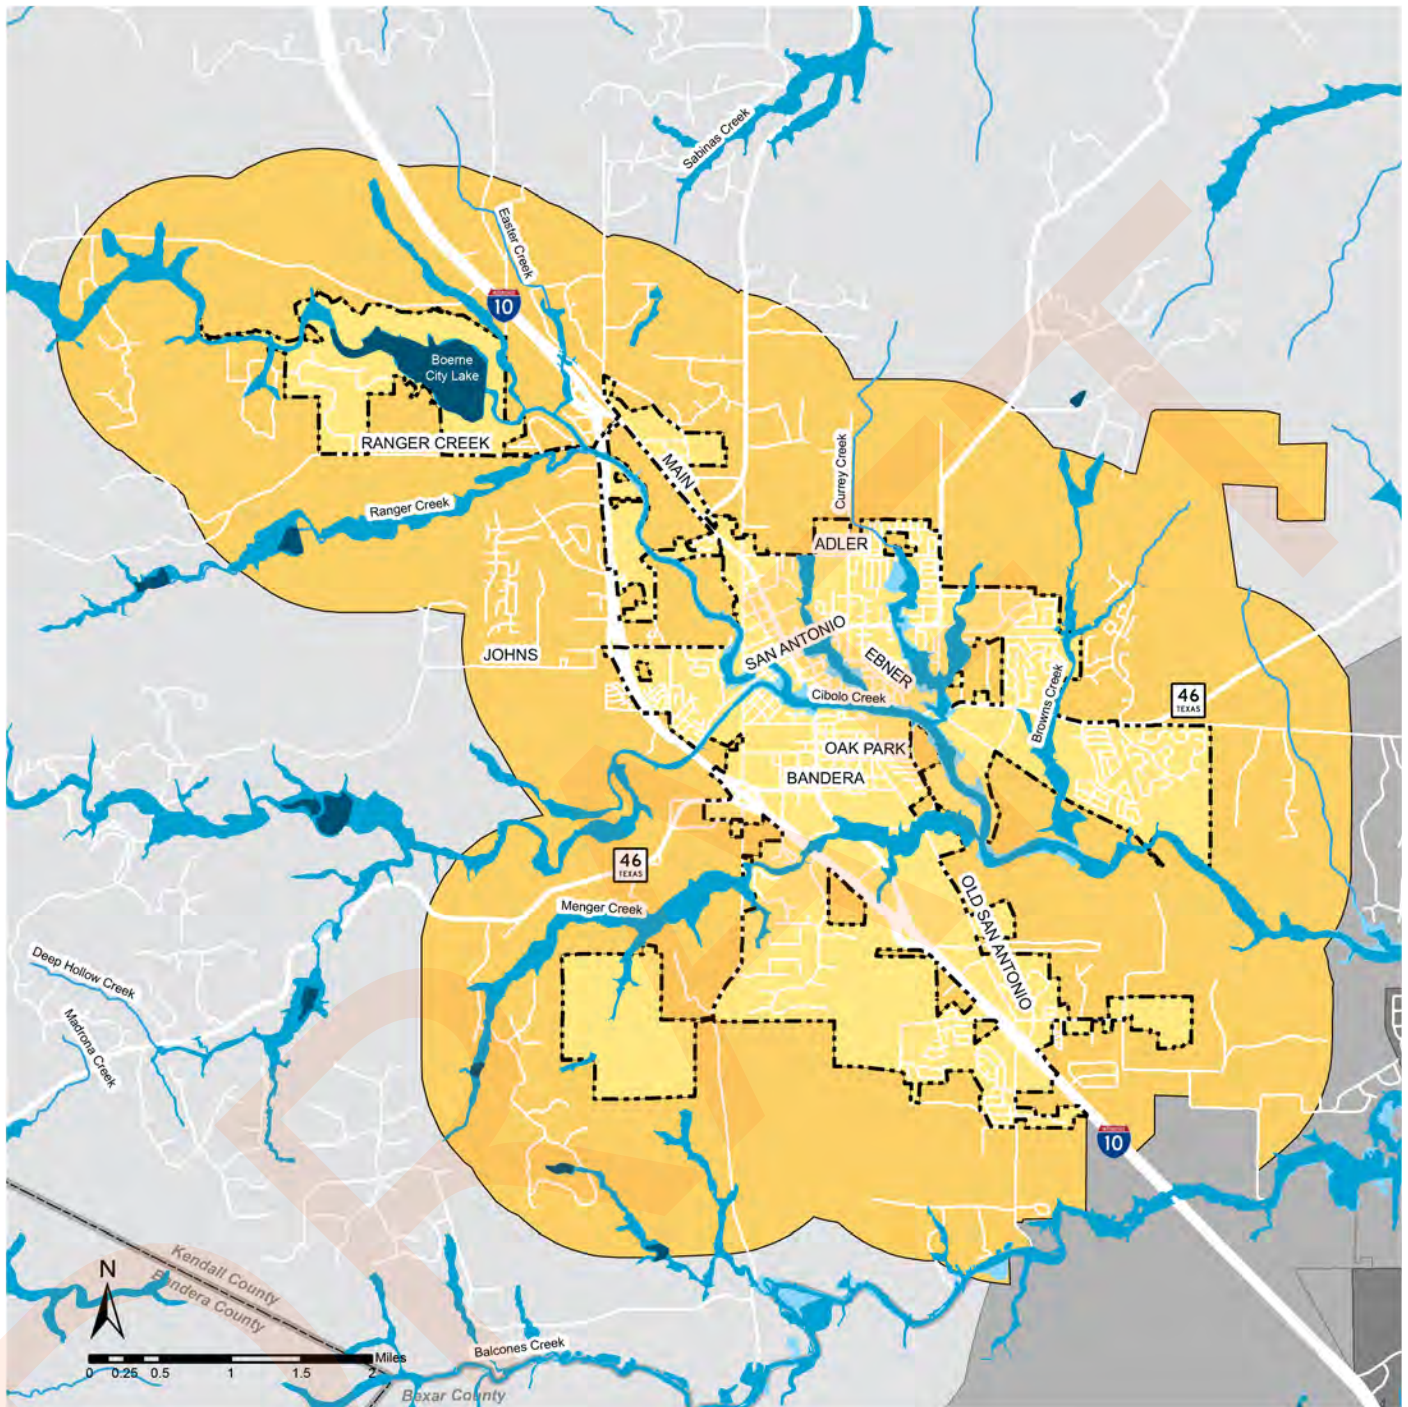 Sabinas Creek
Easter Creek
INTERSTATE
10
Boerne
City Lake
RANGER CREEK
MAIN
Currey Creek
Ranger Creek
ADLER
SAN ANTONIO
JOHNS
EBNER
Cibolo Creek
Browns Creek
46
TEXAS
OAK PARK
BANDERA
46
TEXAS
Menger Creek
OLD SAN ANTONIO
Deep Hollow Creek
Madrona Creek
INTERSTATE
10
Kendall County
Bandera County
N
Miles
0 0.25 0.5 1 1.5 2
Balcones Creek
Bexar County
DRAFT